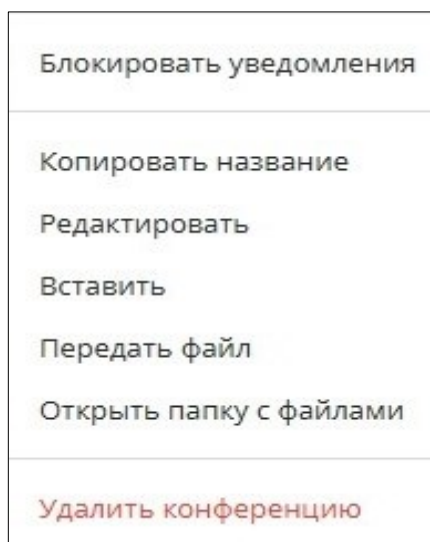 Блокировать уведомления
Копировать название
Редактировать
Вставить
Передать файл
Открыть папку с файлами
Удалить конференцию